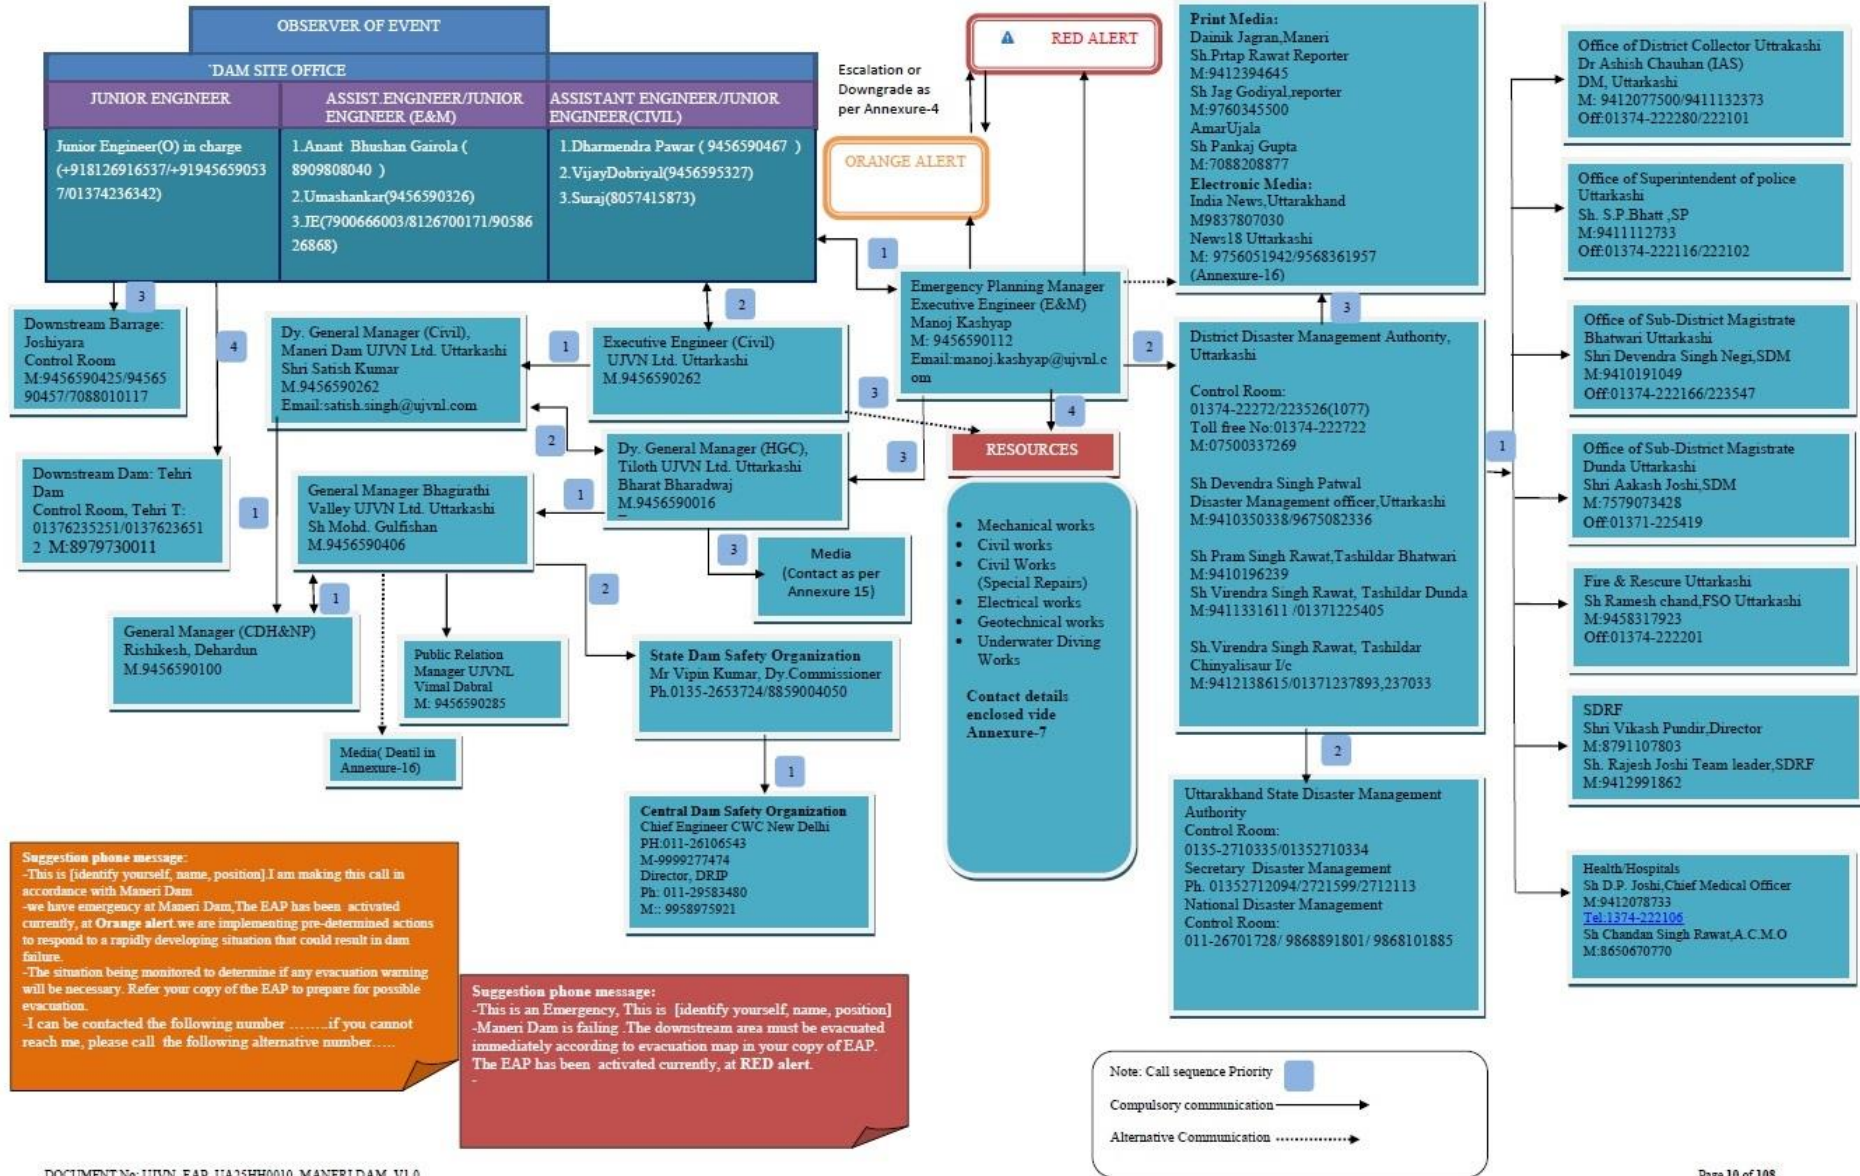 OBSERVER OF EVENT
`DAM SITE OFFICE
JUNIOR ENGINEER
ASSIST.ENGINEER/JUNIOR
ENGINEER (E&M)
ASSISTANT ENGINEER/JUNIOR
ENGINEER(CIVIL)
Junior Engineer(O) in charge
(+918126916537/+91945659053
7/01374236342)
1.Anant Bhushan Gairola (
8909808040 )
2.Umashankar(9456590326)
3.JE(7900666003/8126700171/90586
26868)
1.Dharmendra Pawar ( 9456590467 )
2.VijayDobriyal(9456595327)
3.Suraj(8057415873)
Escalation or
Downgrade as
per Annexure-4
RED ALERT
ORANGE ALERT
Print Media:
Dainik Jagran,Maneri
Sh.Prtap Rawat Reporter
M:9412394645
Sh Jag Godiyal,reporter
M:9760345500
AmarUjala
Sh Pankaj Gupta
M:7088208877
Electronic Media:
India News,Uttarakhand
M9837807030
News18 Uttarkashi
M: 9756051942/9568361957
(Annexure-16)
Office of District Collector Uttrakashi
Dr Ashish Chauhan (IAS)
DM, Uttarkashi
M: 9412077500/9411132373
Off:01374-222280/222101
Office of Superintendent of police
Uttarkashi
Sh. S.P.Bhatt ,SP
M:9411112733
Off:01374-222116/222102
Office of Sub-District Magistrate
Bhatwari Uttarkashi
Shri Devendra Singh Negi,SDM
M:9410191049
Off:01374-222166/223547
Office of Sub-District Magistrate
Dunda Uttarkashi
Shri Aakash Joshi,SDM
M:7579073428
Off:01371-225419
Fire & Rescure Uttarkashi
Sh Ramesh chand,FSO Uttarkashi
M:9458317923
Off:01374-222201
SDRF
Shri Vikash Pundir,Director
M:8791107803
Sh. Rajesh Joshi Team leader,SDRF
M:9412991862
Health/Hospitals
Sh D.P. Joshi,Chief Medical Officer
M:9412078733
Tel:1374-222106
Sh Chandan Singh Rawat,A.C.M.O
M:8650670770
1
Emergency Planning Manager
Executive Engineer (E&M)
Manoj Kashyap
M: 9456590112
Email:manoj.kashyap@ujvnl.c
om
3
Downstream Barrage:
Joshiyara
Control Room
M:9456590425/94565
90457/7088010117
4
Dy. General Manager (Civil),
Maneri Dam UJVN Ltd. Uttarkashi
Shri Satish Kumar
M.9456590262
Email:satish.singh@ujvnl.com
1
2
Executive Engineer (Civil)
UJVN Ltd. Uttarkashi
M.9456590262
3
2
3
District Disaster Management Authority,
Uttarkashi
Control Room:
01374-22272/223526(1077)
Toll free No:01374-222722
M:07500337269
Sh Devendra Singh Patwal
Disaster Management officer,Uttarkashi
M:9410350338/9675082336
Sh Pram Singh Rawat,Tashildar Bhatwari
M:9410196239
Sh Virendra Singh Rawat, Tashildar Dunda
M:9411331611 /01371225405
Sh.Virendra Singh Rawat, Tashildar
Chinyalisaur I/c
M:9412138615/01371237893,237033
1
4
RESOURCES
Mechanical works
Civil works
Civil Works
(Special Repairs)
Electrical works
Geotechnical works
Underwater Diving
Works
Contact details
enclosed vide
Annexure-7
Downstream Dam: Tehri
Dam
Control Room, Tehri T:
01376235251/0137623651
2 M:8979730011
1
General Manager Bhagirathi
Valley UJVN Ltd. Uttarkashi
Sh Mohd. Gulfishan
M.9456590406
2
1
Dy. General Manager (HGC),
Tiloth UJVN Ltd. Uttarkashi
Bharat Bharadwaj
M.9456590016
3
3
Media
(Contact as per
Annexure 15)
1
2
General Manager (CDH&NP)
Rishikesh, Dehardun
M.9456590100
Public Relation
Manager UJVNL
Vimal Dabral
M: 9456590285
State Dam Safety Organization
Mr Vipin Kumar, Dy.Commissioner
Ph.0135-2653724/8859004050
Media( Deatil in
Annexure-16)
1
Central Dam Safety Organization
Chief Engineer CWC New Delhi
PH:011-26106543
M-9999277474
Director, DRIP
Ph: 011-29583480
M:: 9958975921
2
Uttarakhand State Disaster Management
Authority
Control Room:
0135-2710335/01352710334
Secretary Disaster Management
Ph. 01352712094/2721599/2712113
National Disaster Management
Control Room:
011-26701728/ 9868891801/ 9868101885
Suggestion phone message:
-This is [identify yourself, name, position].I am making this call in
accordance with Maneri Dam
-we have emergency at Maneri Dam,The EAP has been activated
currently, at Orange alert.we are implementing pre-determined actions
to respond to a rapidly developing situation that could result in dam
failure.
-The situation being monitored to determine if any evacuation warning
will be necessary. Refer your copy of the EAP to prepare for possible
evacuation.
-I can be contacted the following number ........if you cannot
reach me, please call the following alternative number.....
Suggestion phone message:
-This is an Emergency, This is [identify yourself, name, position]
-Maneri Dam is failing .The downstream area must be evacuated
immediately according to evacuation map in your copy of EAP.
The EAP has been activated currently, at RED alert.
-
Note: Call sequence Priority
Compulsory communication
Alternative Communication
DOCUMENT No: UJVN_EAP_UA25HH0010_MANERI DAM_V1.0
Page 10 of 108